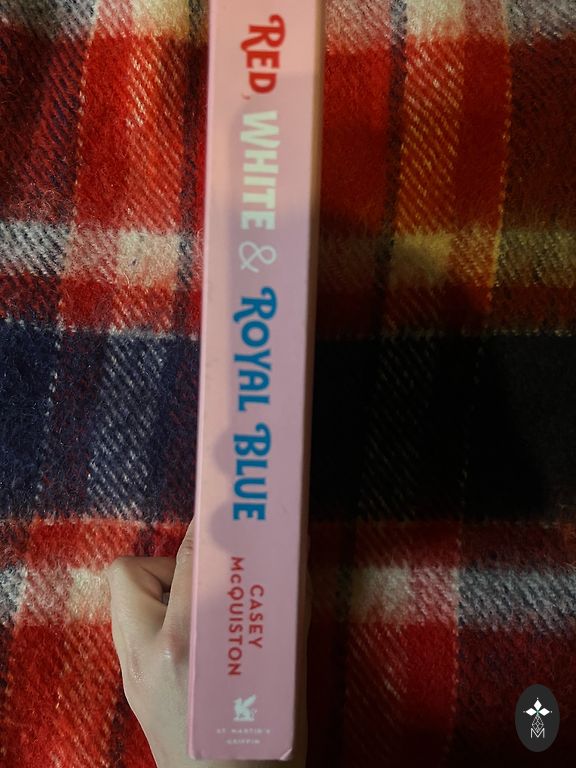 RED, WHITE & ROYAL BLUE
CASEY
McQUISTON
ST. MARTIN'S
GRIFFIN